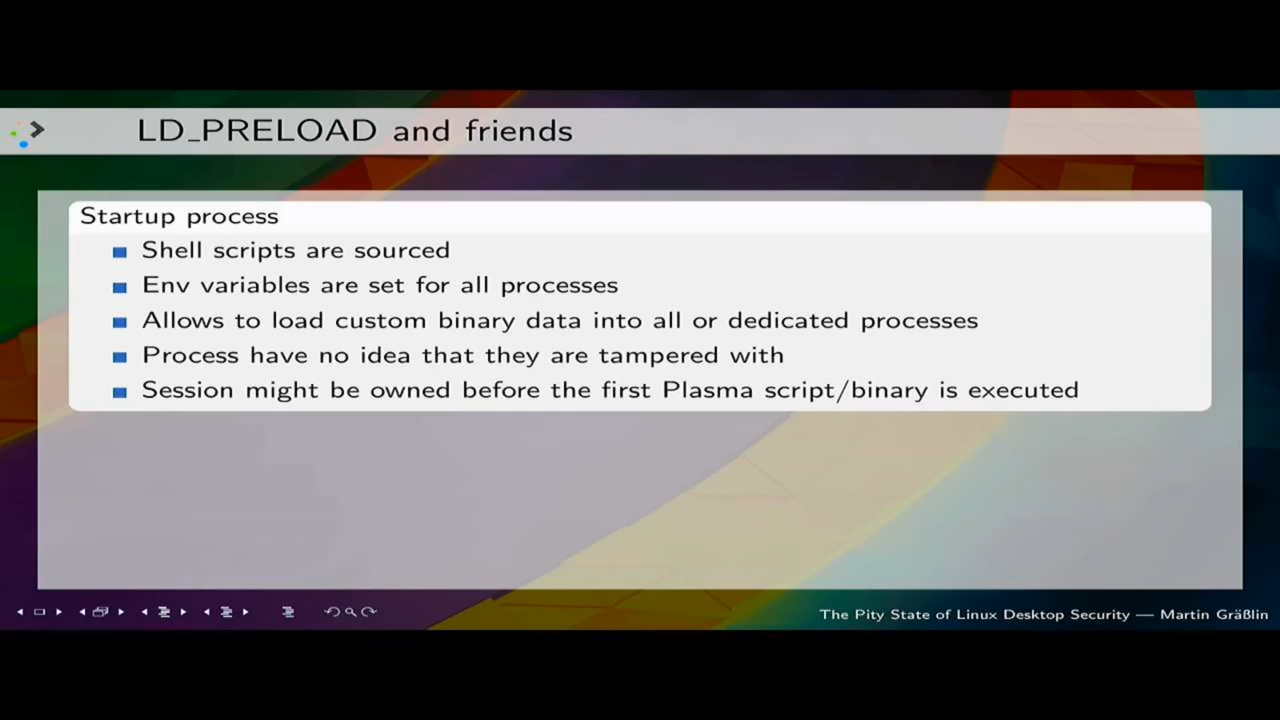 LD_PRELOAD and friends
Startup process
Shell scripts are sourced
Env variables are set for all processes
Allows to load custom binary data into all or dedicated processes
Process have no idea that they are tampered with
Session might be owned before the first Plasma script/binary is executed
The Pity State of Linux Desktop Security — Martin Gräßlin